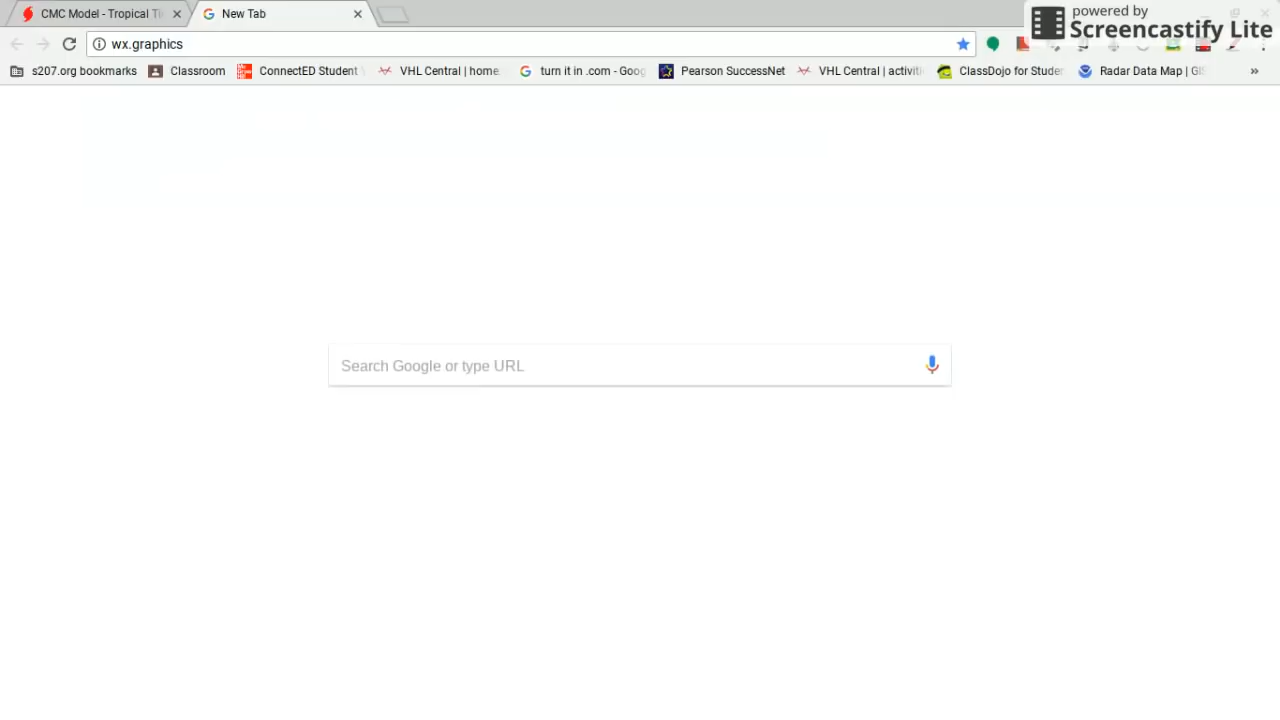 CMC Model - Tropical Ti
New Tab
powered by
Screencastify Lite
wx.graphics
s207.org bookmarks
Classroom
ConnectED Student
VHL Central | home
turn it in .com - Goog
Pearson SuccessNet
VHL Central | activiti
ClassDojo for Studen
Radar Data Map | GIS
»
Search Google or type URL